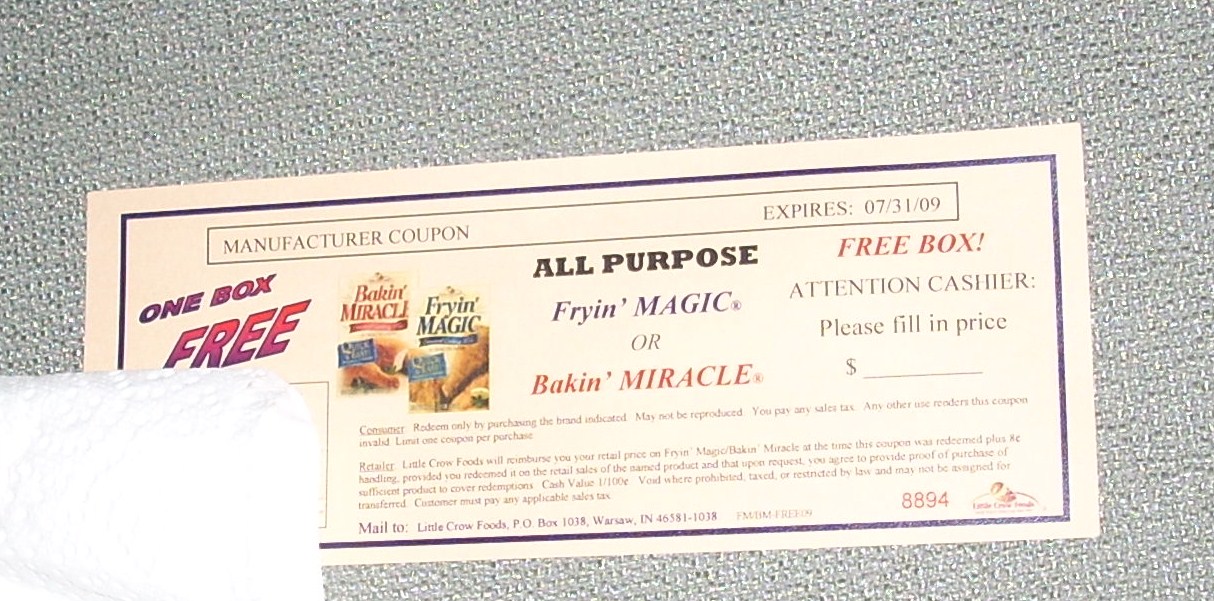 MANUFACTURER COUPON EXPIRES: 07/31/09
ONE BOX
FREE
Bakin'
MIRACLE
Fryin'
MAGIC
ALL PURPOSE
Fryin' MAGIC®
OR
Bakin' MIRACLE®
FREE BOX!
ATTENTION CASHIER:
Please fill in price
$
Consumer: Redeem only by purchasing the brand indicated. May not be reproduced. You pay any sales tax. Any other use renders this coupon
invalid. Limit one coupon per purchase.
Retailer: Little Crow Foods will reimburse you your retail price on Fryin' Magic/Bakin' Miracle at the time this coupon was redeemed plus 8¢
handling, provided you redeemed it on the retail sales of the named product and that upon request, you agree to provide proof of purchase of
sufficient product to cover redemptions. Cash Value 1/100¢ Void where prohibited, taxed, or restricted by law and may not be assigned for
transferred. Customer must pay any applicable sales tax.
Mail to: Little Crow Foods, P.O. Box 1038, Warsaw, IN 46581-1038 FM/BM-FREE09
8894
Little Crow Foods